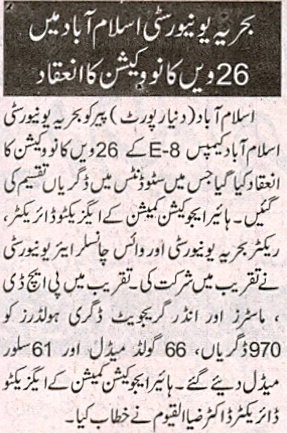 بحریہ یونیورسٹی اسلام آباد میں
26 ویں کانووکیشن کا انعقاد
اسلام آباد (دنیا رپورٹ) پیر کو بحریہ یونیورسٹی
اسلام آباد کیمپس E-8 کے 26 ویں کانووکیشن کا
انعقاد کیا گیا جس میں سٹوڈنٹس میں ڈگریاں تقسیم کی
گئیں۔ ہائیر ایجوکیشن کمیشن کے ایگزیکٹو ڈائریکٹر،
ریکٹر بحریہ یونیورسٹی اور وائس چانسلر ایئر یونیورسٹی
نے تقریب میں شرکت کی۔ تقریب میں پی ایچ ڈی
، ماسٹرز اور انڈر گریجویٹ ڈگری ہولڈرز کو
970 ڈگریاں، 66 گولڈ میڈل اور 61 سلور
میڈل دیئے گئے۔ ہائیر ایجوکیشن کمیشن کے ایگزیکٹو
ڈائریکٹر ڈاکٹر ضیا القیوم نے خطاب کیا۔